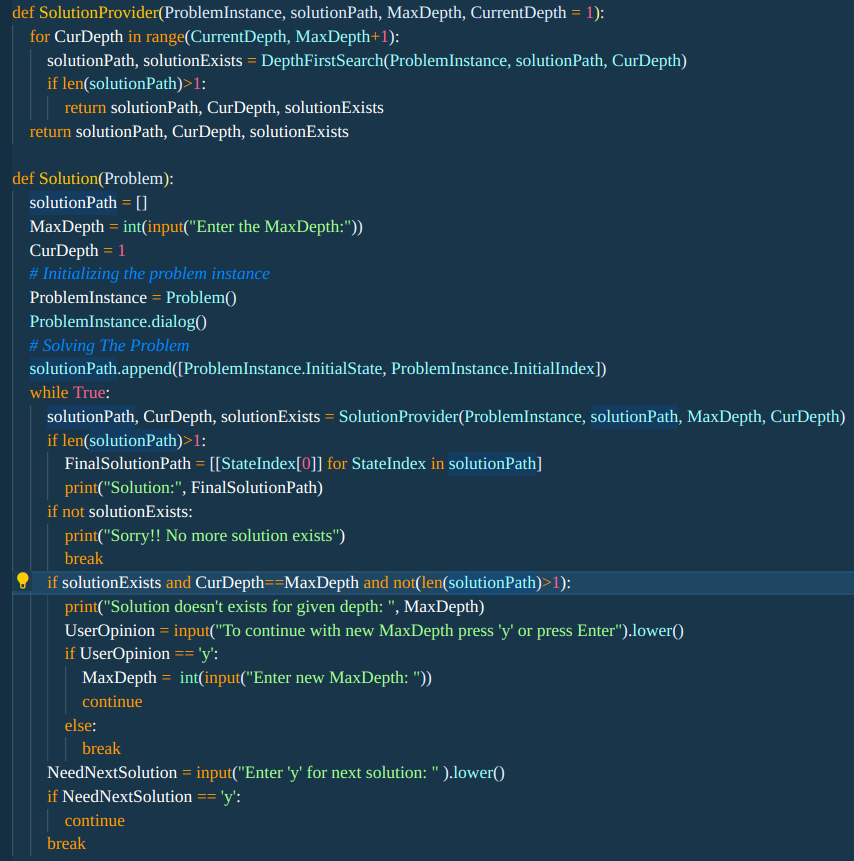 def SolutionProvider(ProblemInstance, solutionPath, MaxDepth, CurrentDepth = 1):
    for CurDepth in range(CurrentDepth, MaxDepth+1):
        solutionPath, solutionExists = DepthFirstSearch(ProblemInstance, solutionPath, CurDepth)
        if len(solutionPath)>1:
            return solutionPath, CurDepth, solutionExists
    return solutionPath, CurDepth, solutionExists

def Solution(Problem):
    solutionPath = []
    MaxDepth = int(input("Enter the MaxDepth:"))
    CurDepth = 1
    # Initializing the problem instance
    ProblemInstance = Problem()
    ProblemInstance.dialog()
    # Solving The Problem
    solutionPath.append([ProblemInstance.InitialState, ProblemInstance.InitialIndex])
    while True:
        solutionPath, CurDepth, solutionExists = SolutionProvider(ProblemInstance, solutionPath, MaxDepth, CurDepth)
        if len(solutionPath)>1:
            FinalSolutionPath = [[StateIndex[0]] for StateIndex in solutionPath]
            print("Solution:", FinalSolutionPath)
        if not solutionExists:
            print("Sorry!! No more solution exists")
            break
        if solutionExists and CurDepth==MaxDepth and not(len(solutionPath)>1):
            print("Solution doesn't exists for given depth: ", MaxDepth)
            UserOpinion = input("To continue with new MaxDepth press 'y' or press Enter").lower()
            if UserOpinion == 'y':
                MaxDepth =  int(input("Enter new MaxDepth: "))
                continue
            else:
                break
        NeedNextSolution = input("Enter 'y' for next solution: " ).lower()
        if NeedNextSolution == 'y':
            continue
        break